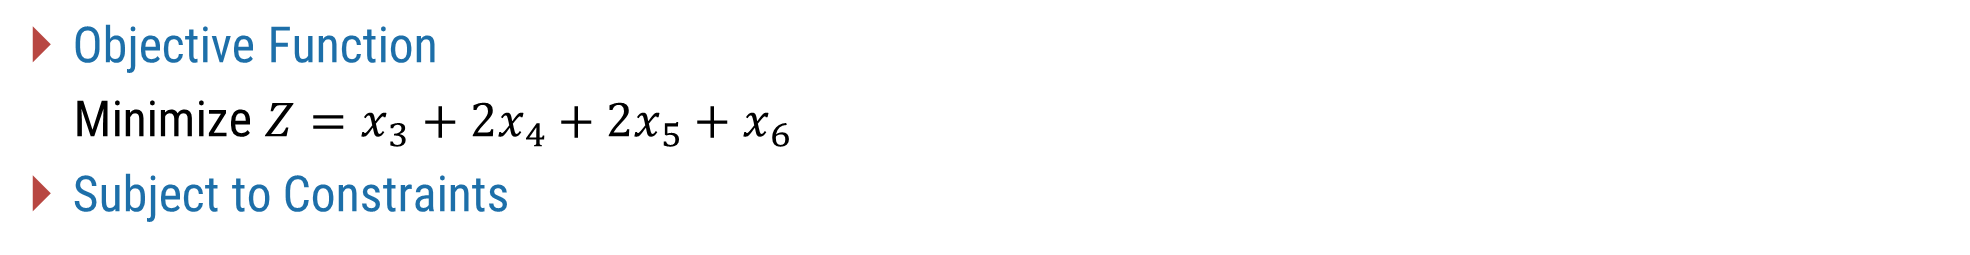 Objective Function
Minimize Z = x₃ + 2x₄ + 2x₅ + x₆
Subject to Constraints